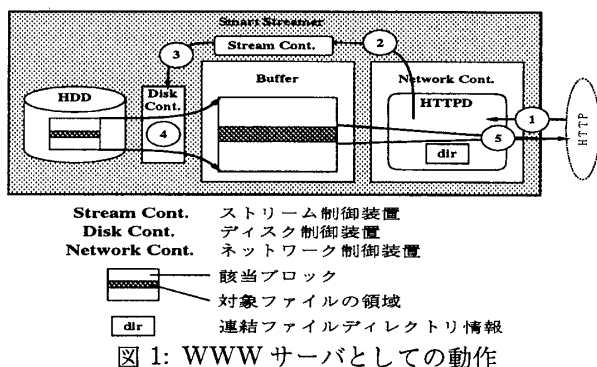 Smart Streamer
Stream Cont.
2
3
HDD
Disk
Cont.
4
Buffer
Network Cont.
HTTPD
dir
1
5
HTTP
Stream Cont. ストリーム制御装置
Disk Cont. ディスク制御装置
Network Cont. ネットワーク制御装置
該当ブロック
対象ファイルの領域
dir 連結ファイルディレクトリ情報
図 1: WWW サーバとしての動作